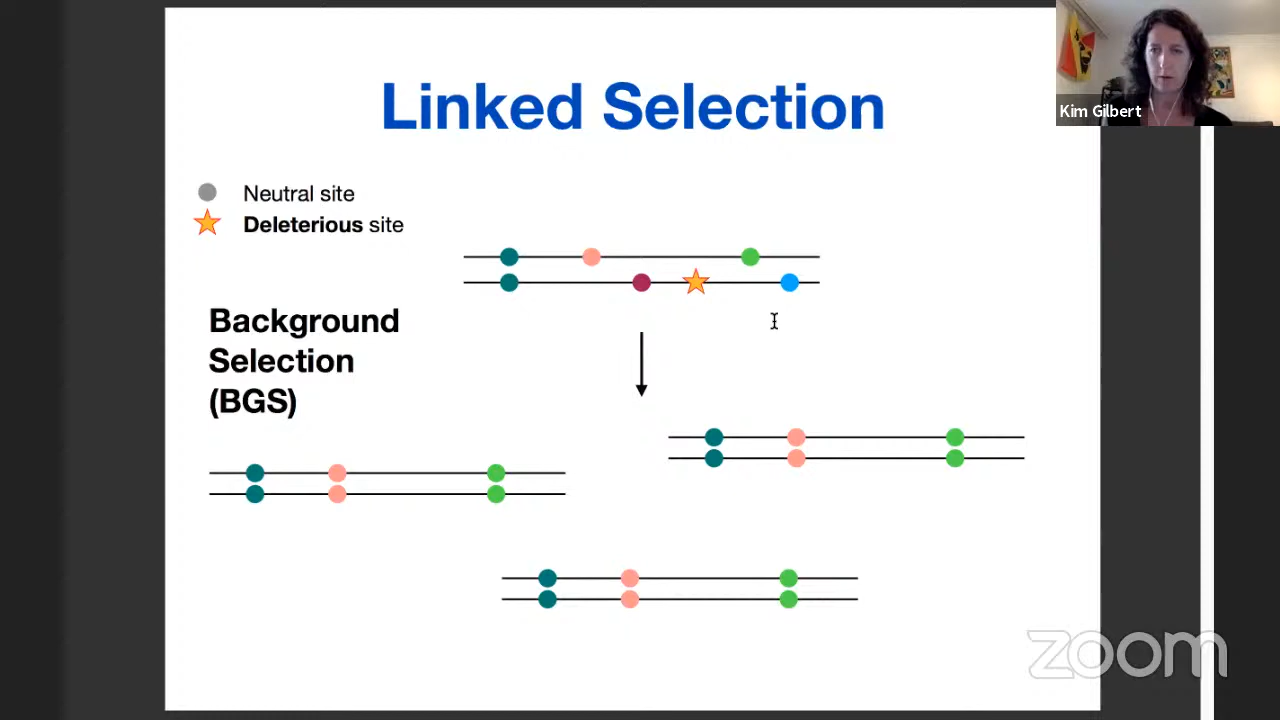 Linked Selection
Kim Gilbert
Neutral site
Deleterious site
Background
Selection
(BGS)
zoom